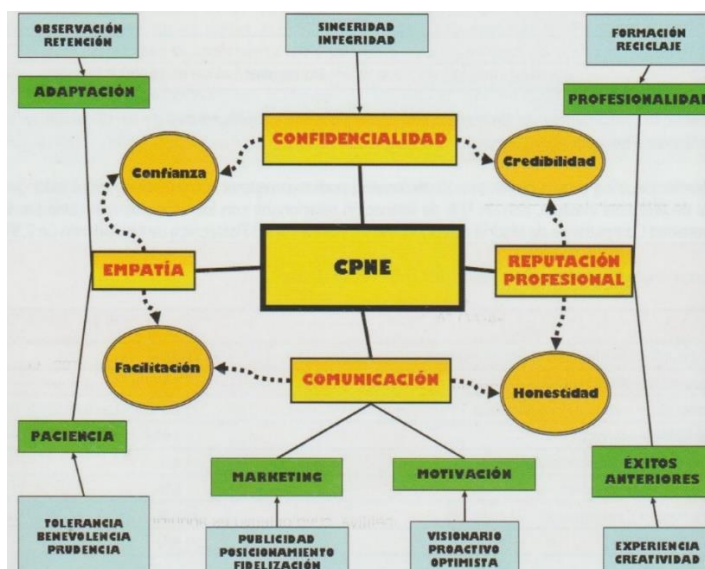 OBSERVACIÓN
RETENCIÓN
SINCERIDAD
INTEGRIDAD
FORMACIÓN
RECICLAJE
ADAPTACIÓN
PROFESIONALIDAD
CONFIDENCIALIDAD
Confianza
Credibilidad
EMPATÍA
CPNE
REPUTACIÓN
PROFESIONAL
Facilitación
COMUNICACIÓN
Honestidad
PACIENCIA
MARKETING
MOTIVACIÓN
ÉXITOS
ANTERIORES
TOLERANCIA
BENEVOLENCIA
PRUDENCIA
PUBLICIDAD
POSICIONAMIENTO
FIDELIZACIÓN
VISIONARIO
PROACTIVO
OPTIMISTA
EXPERIENCIA
CREATIVIDAD